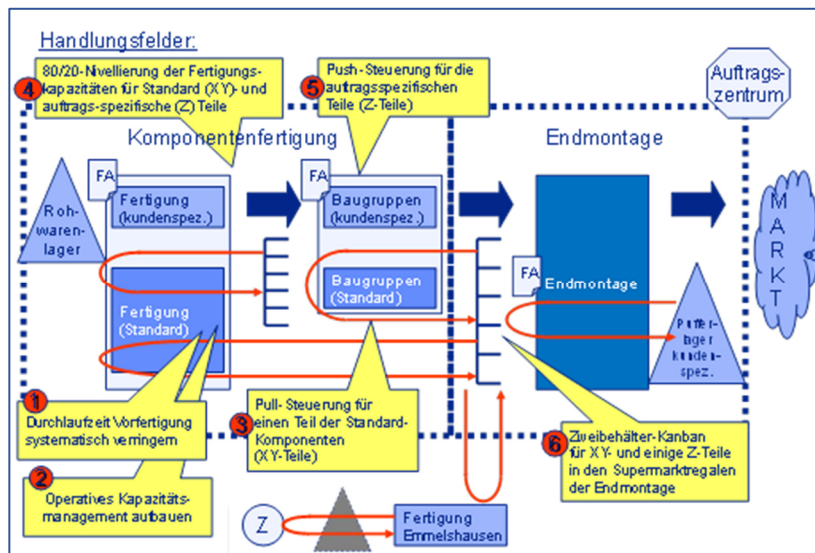 Handlungsfelder:
4
80/20-Nivellierung der Fertigungs-
kapazitäten für Standard (XY)- und
auftrags-spezifische (Z) Teile
5
Push-Steuerung für die
auftragsspezifischen
Teile (Z-Teile)
Auftrags-
zentrum
Komponentenfertigung
Endmontage
Roh-
waren-
lager
FA
Fertigung
(kundenspez.)
Fertigung
(Standard)
FA
Baugruppen
(kundenspez.)
Baugruppen
(Standard)
FA
Endmontage
Puffer-
lager
kunden-
spez.
MARKT
1
Durchlaufzeit Vorfertigung
systematisch verringern
2
Operatives Kapazitäts-
management aufbauen
3
Pull- Steuerung für
einen Teil der Standard-
Komponenten
(XY-Teile)
6
Zweibehälter-Kanban
für XY- und einige Z-Teile
in den Supermarktregalen
der Endmontage
Z
Fertigung
Emmelshausen